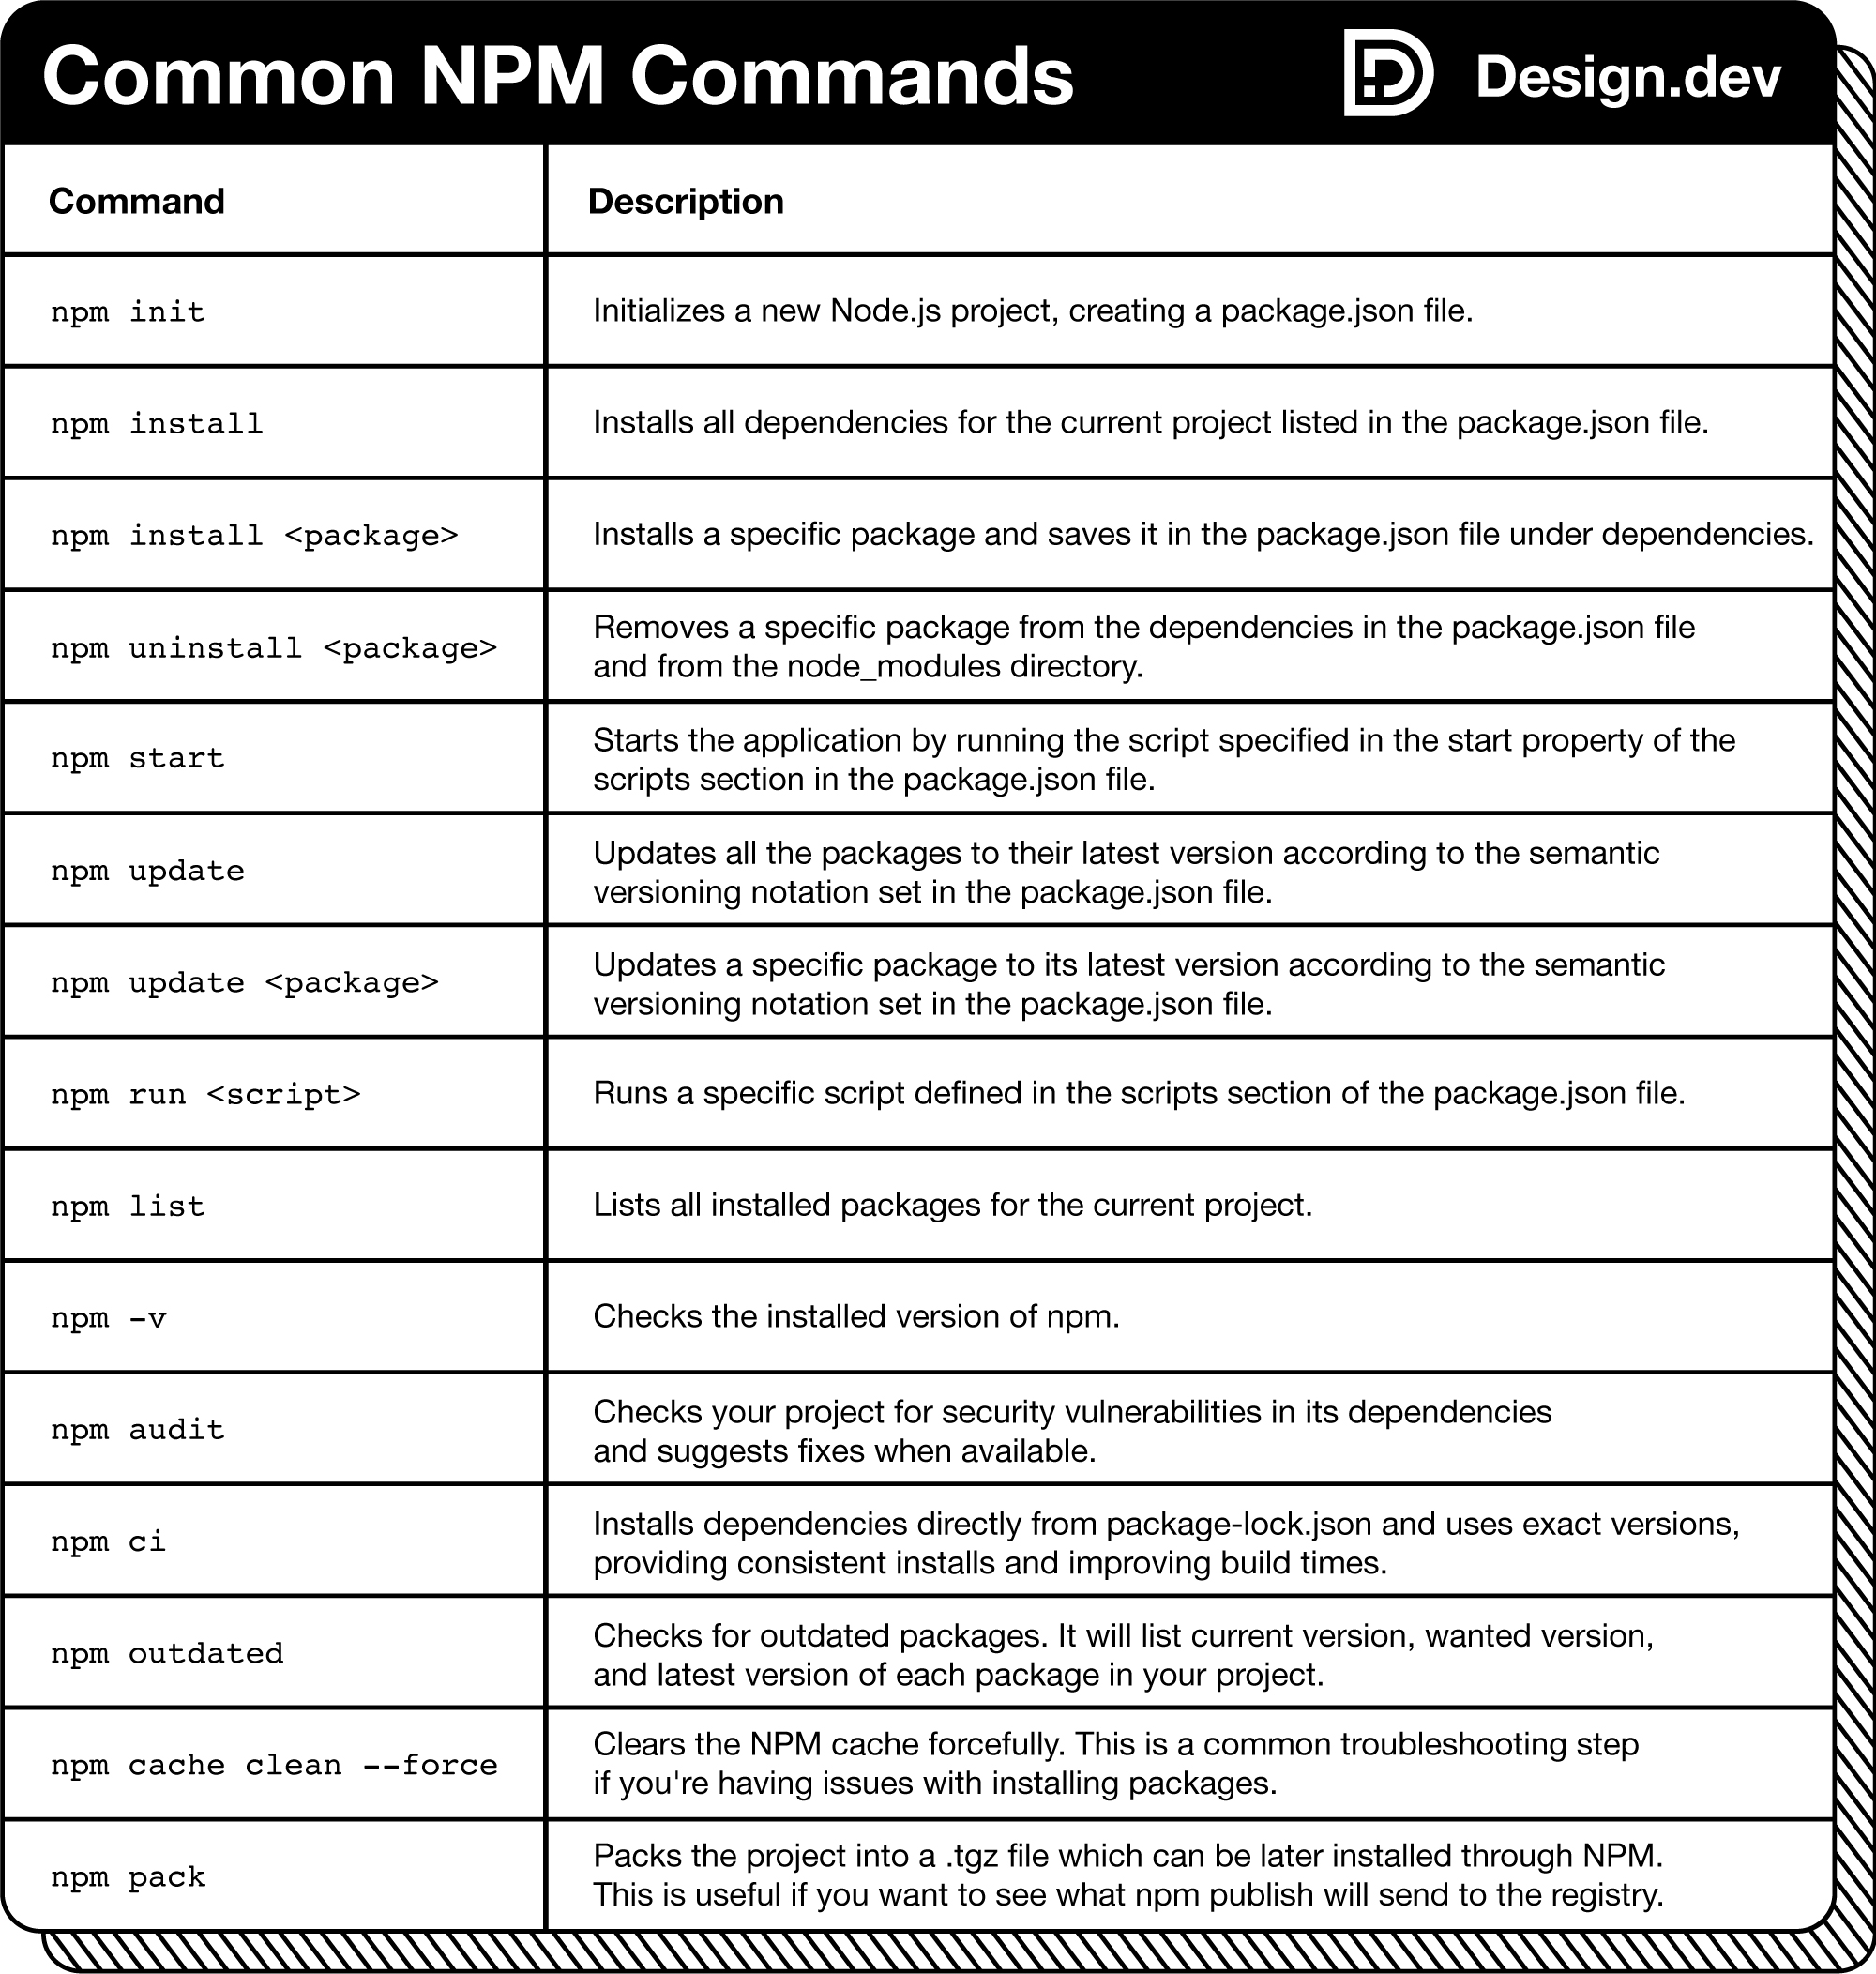 Common NPM Commands
Design.dev
Command
Description
npm init
Initializes a new Node.js project, creating a package.json file.
npm install
Installs all dependencies for the current project listed in the package.json file.
npm install <package>
Installs a specific package and saves it in the package.json file under dependencies.
npm uninstall <package>
Removes a specific package from the dependencies in the package.json file
and from the node_modules directory.
npm start
Starts the application by running the script specified in the start property of the
scripts section in the package.json file.
npm update
Updates all the packages to their latest version according to the semantic
versioning notation set in the package.json file.
npm update <package>
Updates a specific package to its latest version according to the semantic
versioning notation set in the package.json file.
npm run <script>
Runs a specific script defined in the scripts section of the package.json file.
npm list
Lists all installed packages for the current project.
npm -v
Checks the installed version of npm.
npm audit
Checks your project for security vulnerabilities in its dependencies
and suggests fixes when available.
npm ci
Installs dependencies directly from package-lock.json and uses exact versions,
providing consistent installs and improving build times.
npm outdated
Checks for outdated packages. It will list current version, wanted version,
and latest version of each package in your project.
npm cache clean --force
Clears the NPM cache forcefully. This is a common troubleshooting step
if you're having issues with installing packages.
npm pack
Packs the project into a .tgz file which can be later installed through NPM.
This is useful if you want to see what npm publish will send to the registry.